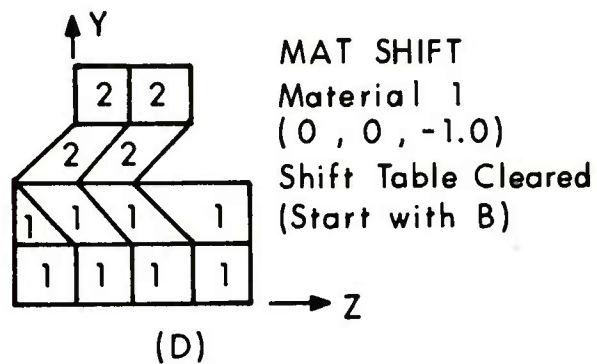 Y
2 2
2 2
1 1 1 1
1 1 1 1
Z
MAT SHIFT
Material 1
(0 , 0 , -1.0)
Shift Table Cleared
(Start with B)
(D)